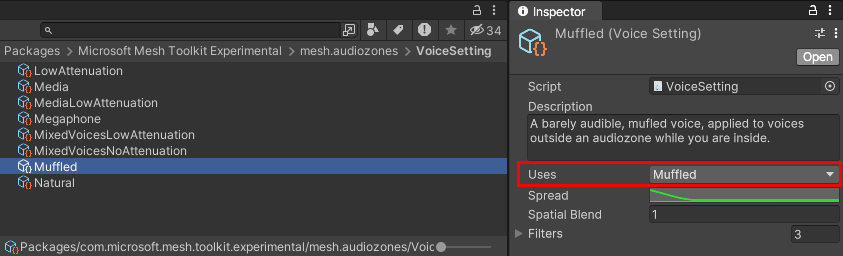 34
Packages
Microsoft Mesh Toolkit Experimental
mesh.audiozones
VoiceSetting
LowAttenuation
Media
MediaLowAttenuation
Megaphone
MixedVoicesLowAttenuation
MixedVoicesNoAttenuation
Muffled
Natural
Packages/com.microsoft.mesh.toolkit.experimental/mesh.audiozones/Voic
Inspector
Muffled (Voice Setting)
Open
Script VoiceSetting
Description
A barely audible, mufled voice, applied to voices
outside an audiozone while you are inside.
Uses Muffled
Spread
Spatial Blend 1
Filters 3